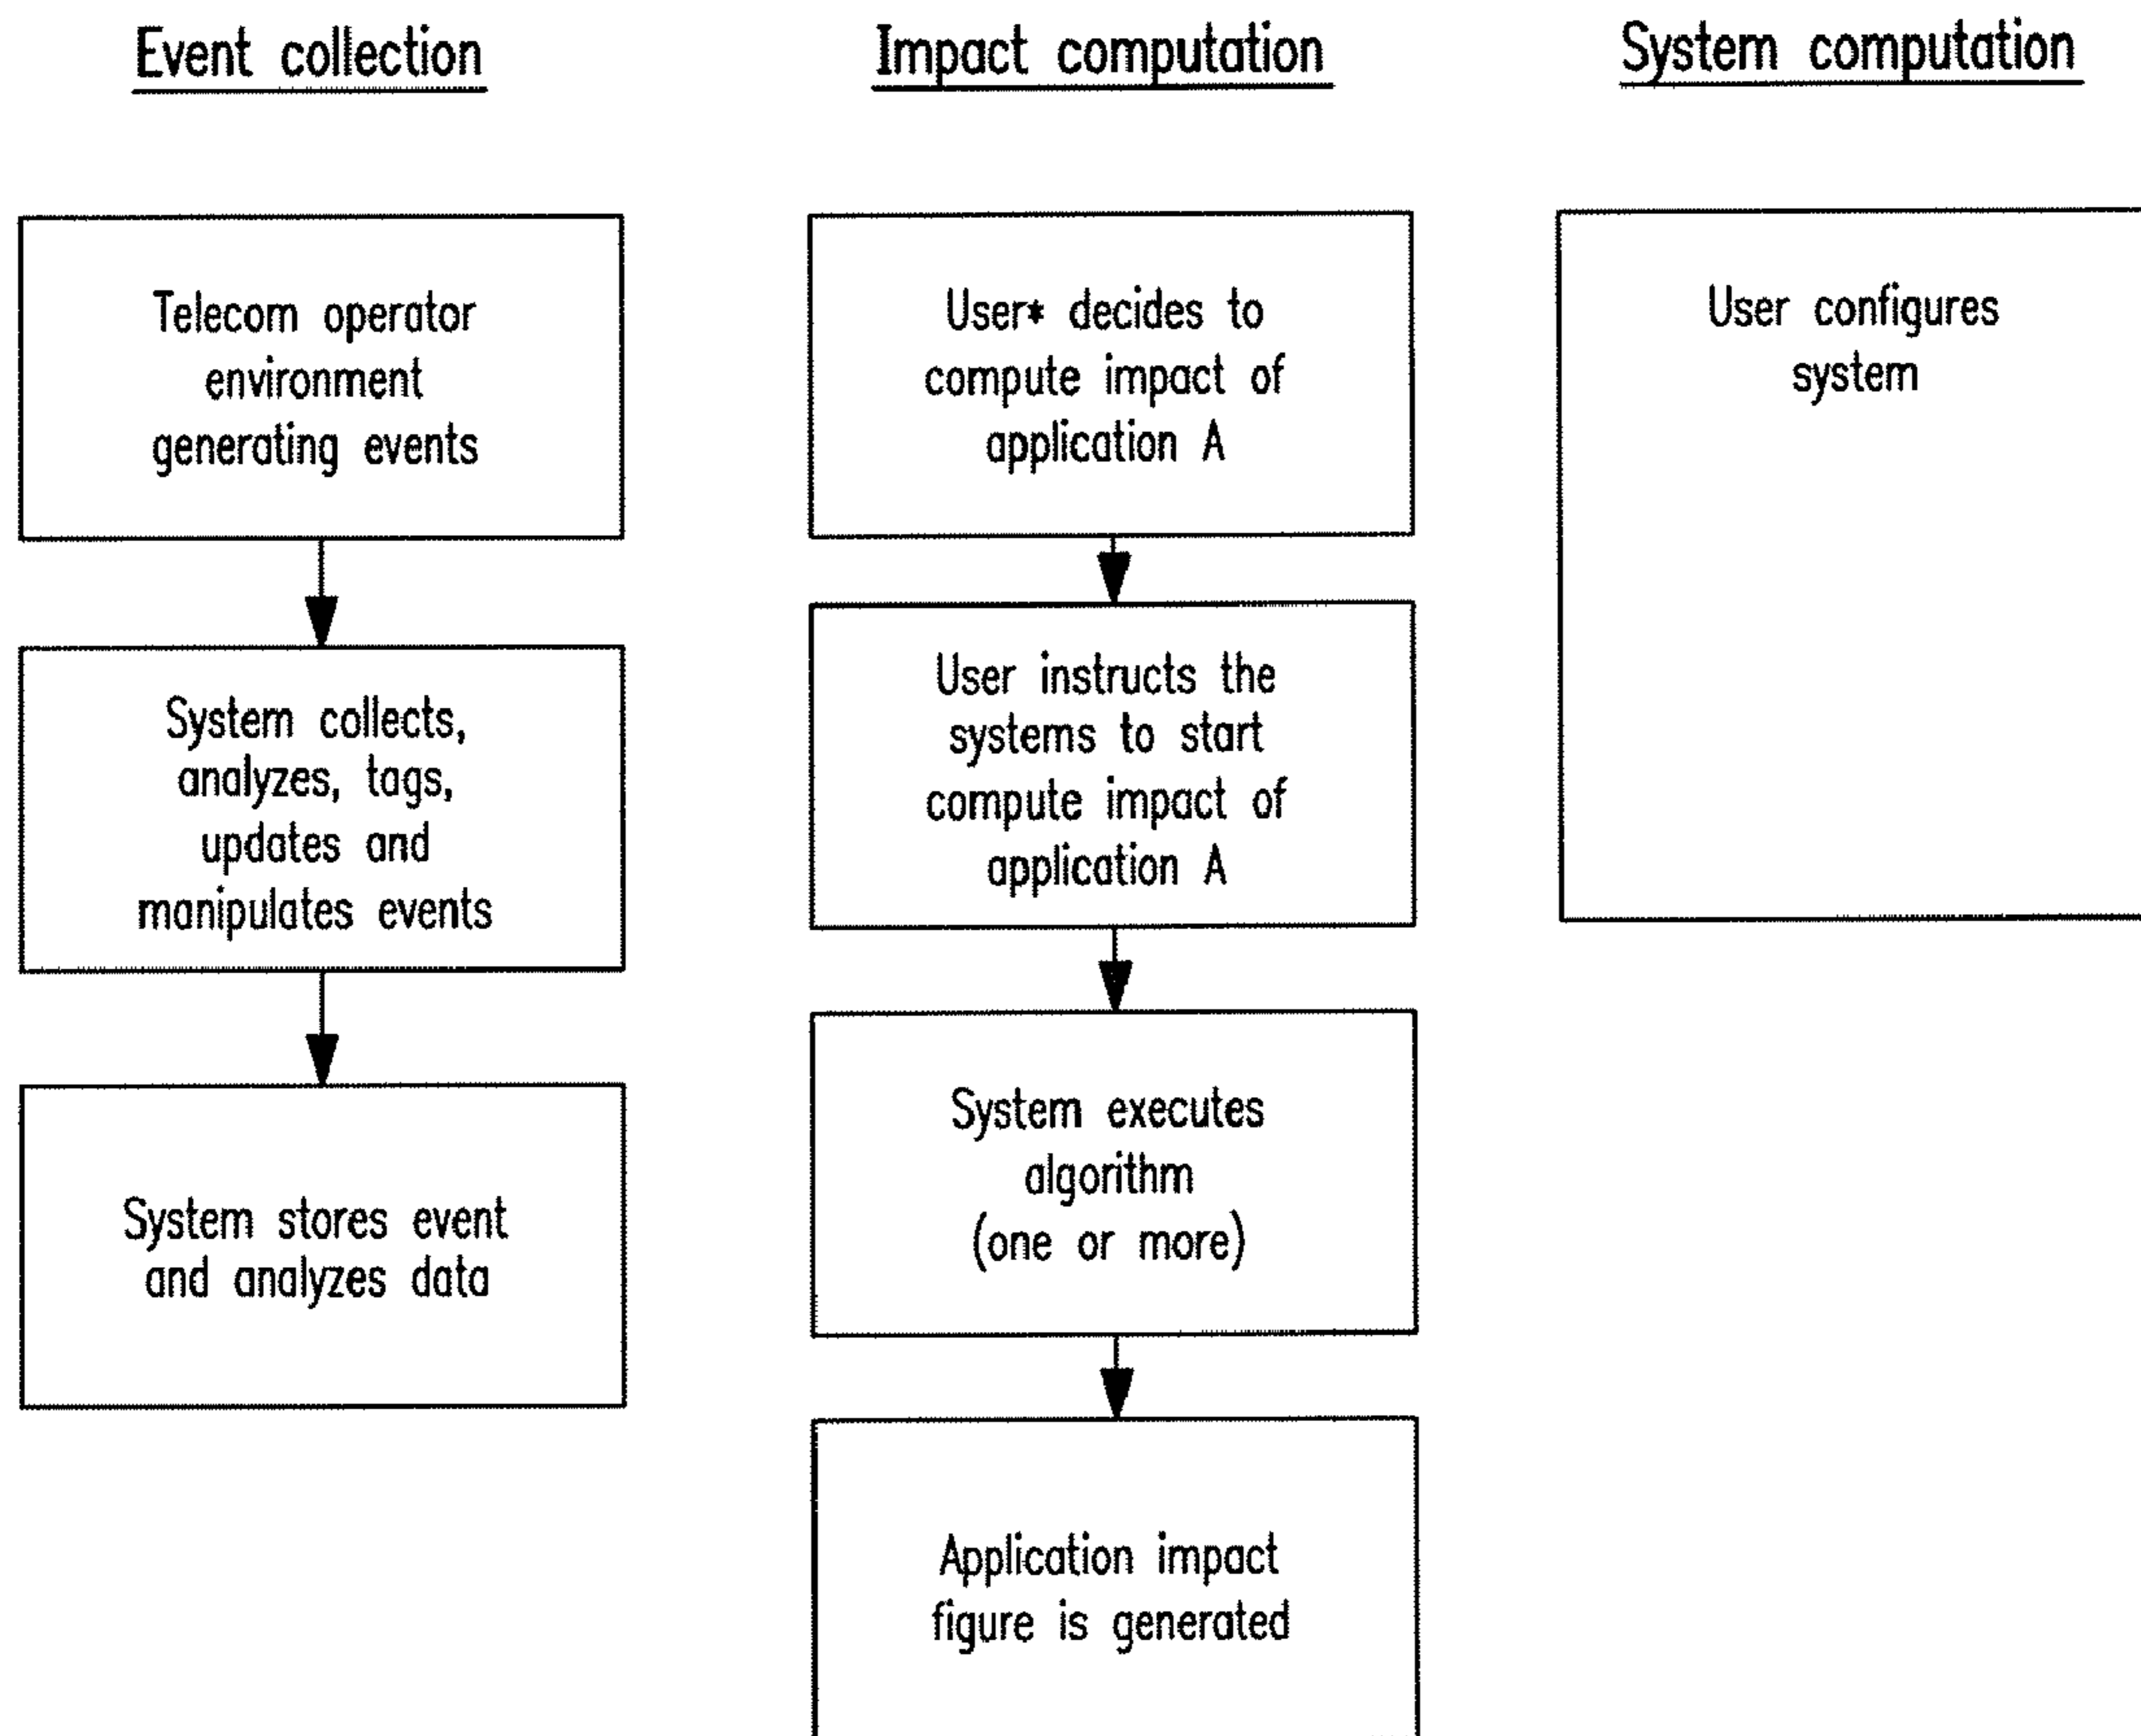 Event collection
Telecom operator
environment
generating events
System collects,
analyzes, tags,
updates and
manipulates events
System stores event
and analyzes data
Impact computation
User* decides to
compute impact of
application A
User instructs the
systems to start
compute impact of
application A
System executes
algorithm
(one or more)
Application impact
figure is generated
System computation
User configures
system